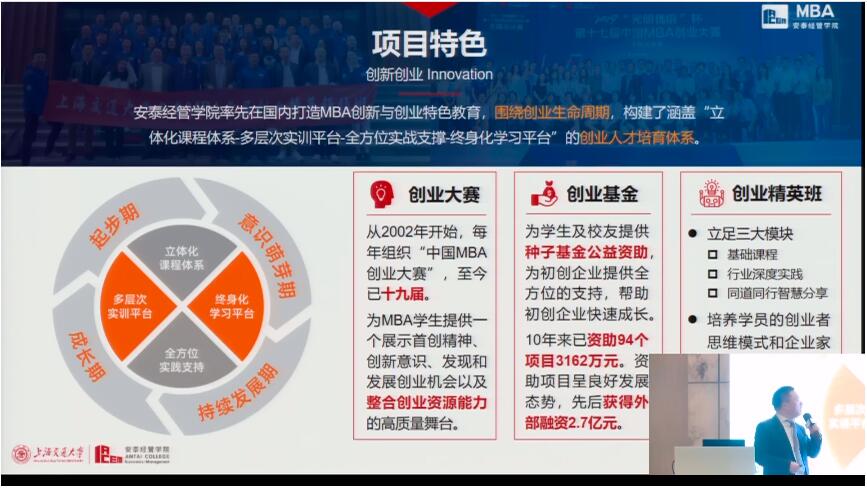 MBA
安泰经管学院
项目特色
创新创业 Innovation
第十七届中国MBA创业大赛
上海交大
安泰经管学院率先在国内打造MBA创新与创业特色教育，围绕创业生命周期，构建了涵盖“立
体化课程体系-多层次实训平台-全方位实战支撑-终身化学习平台”的创业人才培育体系。
起步期
意识萌芽期
成长期
持续发展期
立体化
课程体系
多层次
实训平台
终身化
学习平台
全方位
实践支持
创业大赛
从2002年开始，每
年组织“中国MBA
创业大赛”，至今
已十九届。
为MBA学生提供一
个展示首创精神、
创新意识、发现和
发展创业机会以及
整合创业资源能力
的高质量舞台。
创业基金
为学生及校友提供
种子基金公益资助，
为初创企业提供全
方位的支持，帮助
初创企业快速成长。
10年来已资助94个
项目3162万元。资
助项目呈良好发展
态势，先后获得外
部融资2.7亿元。
创业精英班
● 立足三大模块
基础课程
行业深度实践
同道同行智慧分享
● 培养学员的创业者
思维模式和企业家
多层次
实训平台
上海交通大学
安泰经管学院
ANTAI COLLEGE
Economics·Management